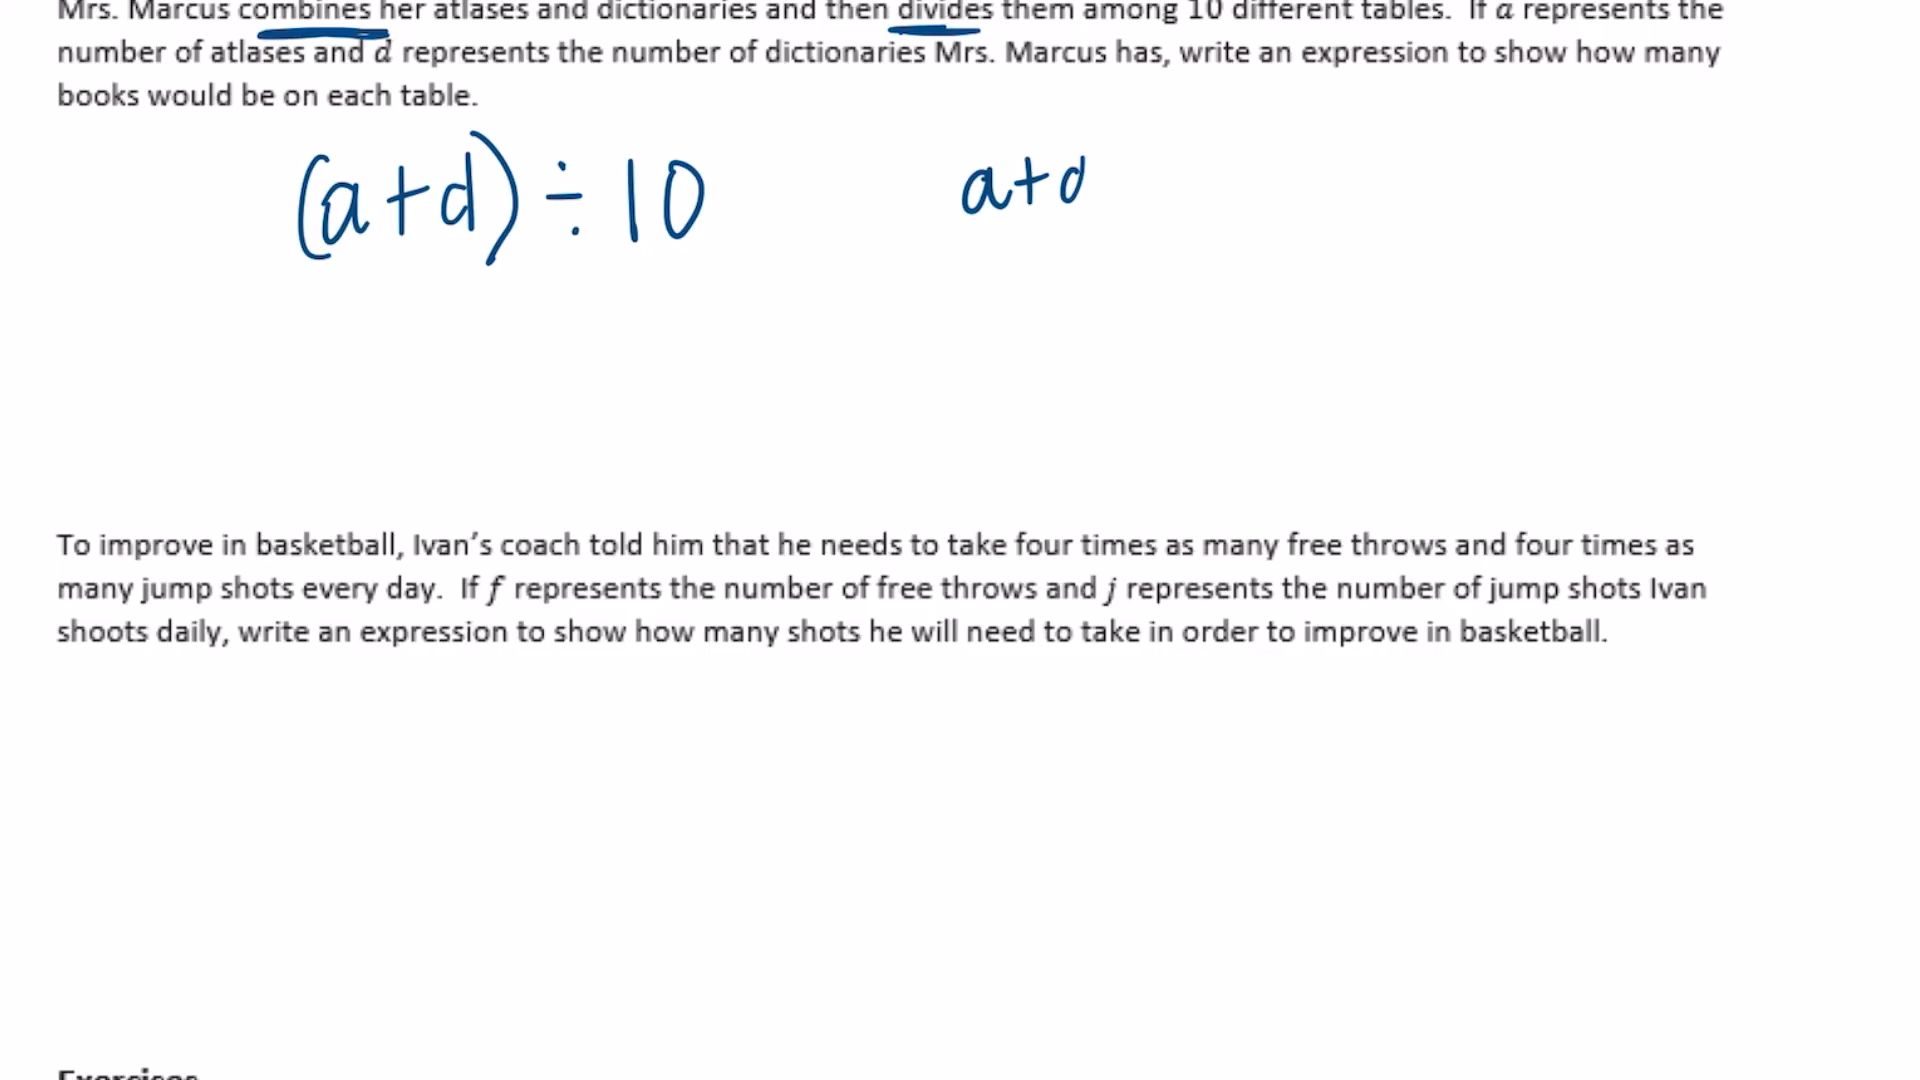 Mrs. Marcus combines her atlases and dictionaries and then divides them among 10 different tables. If a represents the
number of atlases and d represents the number of dictionaries Mrs. Marcus has, write an expression to show how many
books would be on each table.
(a+d) ÷ 10 a+d
To improve in basketball, Ivan’s coach told him that he needs to take four times as many free throws and four times as
many jump shots every day. If f represents the number of free throws and j represents the number of jump shots Ivan
shoots daily, write an expression to show how many shots he will need to take in order to improve in basketball.
Exercises